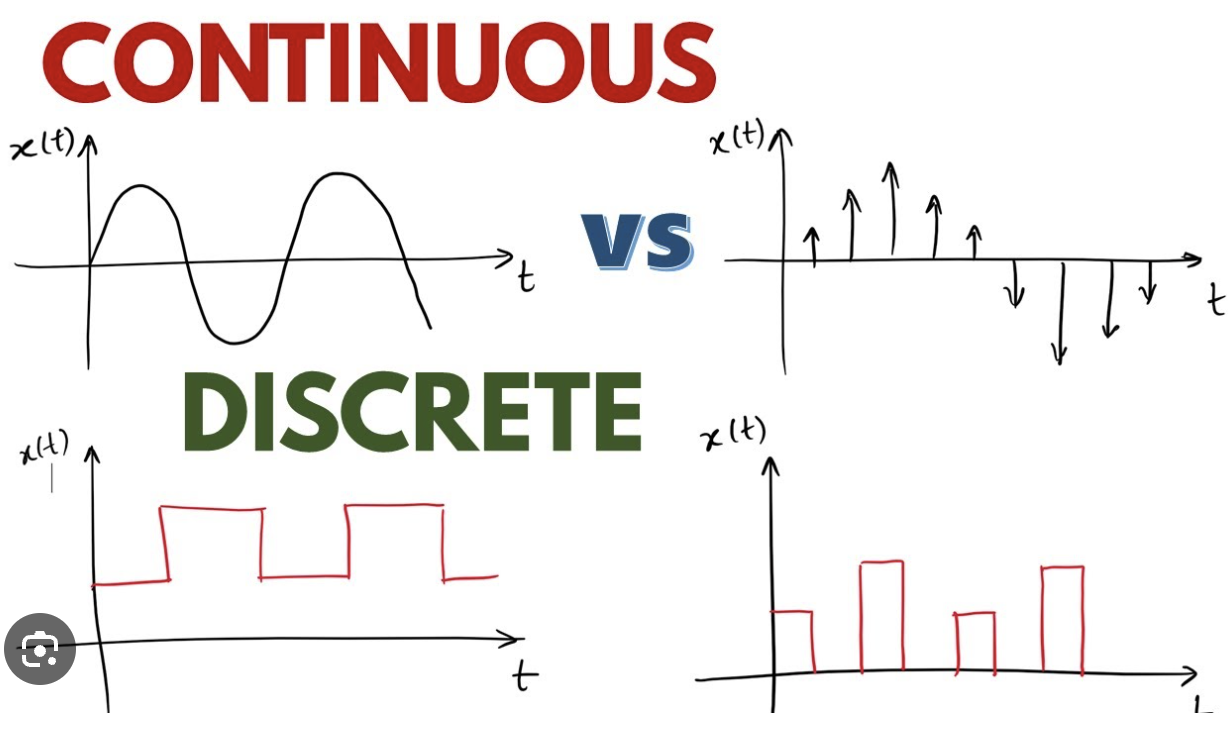 CONTINUOUS
x(t)
x(t)
VS
t
t
DISCRETE
x(t)
x(t)
t
t